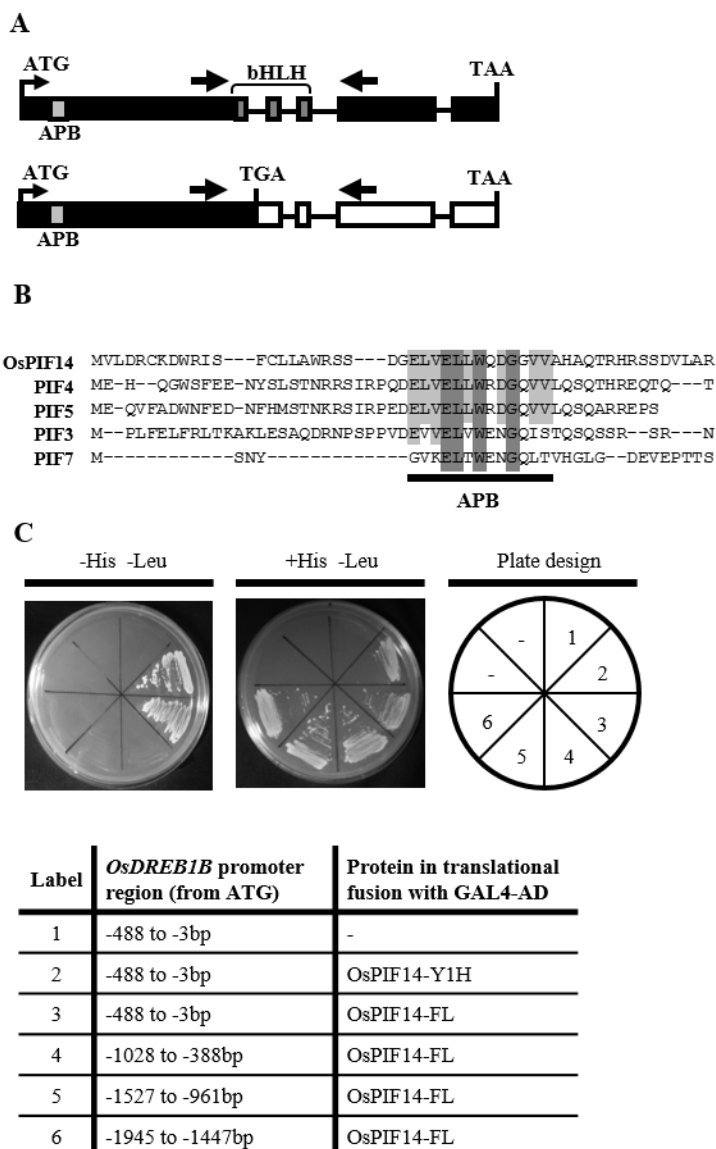 A
ATG bHLH TAA
APB
ATG TGA TAA
APB
B
OsPIF14 MVLDRCKDWRIS---FCLLAWRSS---DGELVELLWQDGGVVAHAQTRHRSSDVLAR
PIF4 ME-H--QGWSFEE-NYSLSTNRRSIRPQDELVELLWRDGQVVLQSQTHREQTQ---T
PIF5 ME-QVFADWNFED-NFHMSTNKRSIRPEDELVELLWRDGQVVLQSQARREPS
PIF3 M--PLFELFRLTKAKLESAQDRNPSPPVDEVVELVWENGQISTQSQSSR--SR---N
PIF7 M------------SNY------------GVKELTWENGQLTVHGLG--DEVEPTTS
APB
C
-His -Leu +His -Leu Plate design
- 1
- 2
6 3
5 4
Label OsDREB1B promoter region (from ATG) Protein in translational fusion with GAL4-AD
1 -488 to -3bp -
2 -488 to -3bp OsPIF14-Y1H
3 -488 to -3bp OsPIF14-FL
4 -1028 to -388bp OsPIF14-FL
5 -1527 to -961bp OsPIF14-FL
6 -1945 to -1447bp OsPIF14-FL